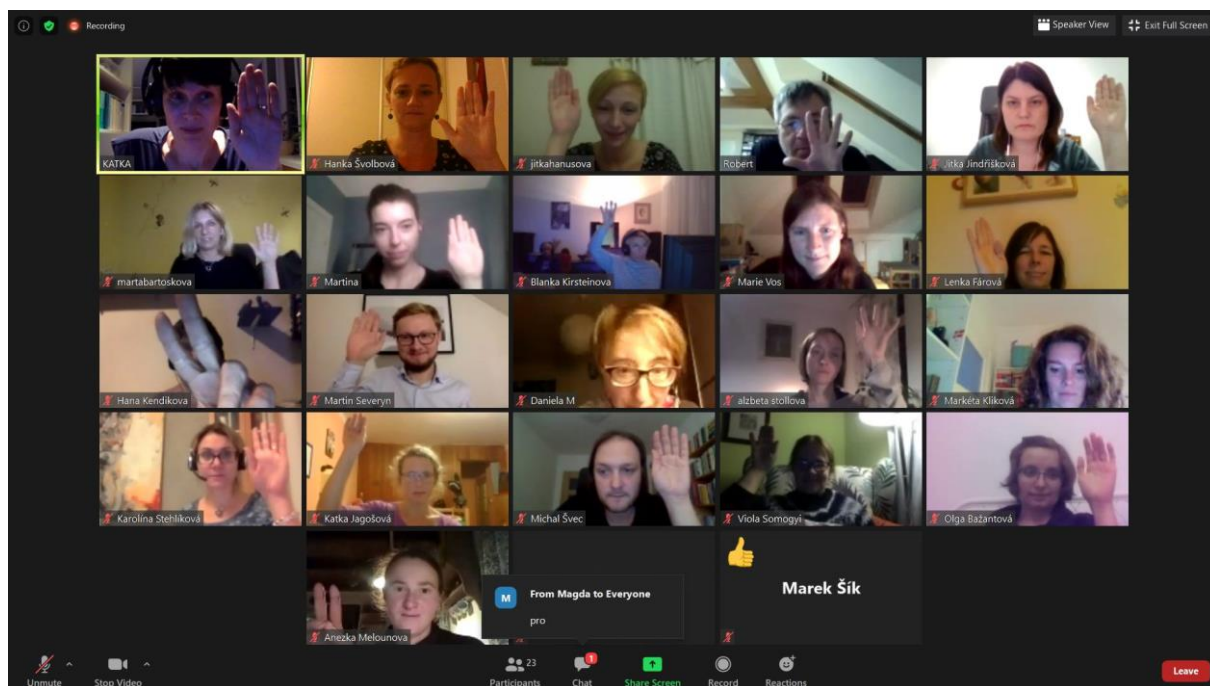 Recording
Speaker View
Exit Full Screen
KATKA
Hanka Švolbová
jitkahanusova
Robert
Jitka Jindříšková
martabartoskova
Martina
Blanka Kirsteinova
Marie Vos
Lenka Fárová
Hana Kendikova
Martin Severyn
Daniela M
alzbeta stollova
Markéta Kliková
Karolína Stehlíková
Katka Jagošová
Michal Švec
Viola Somogyi
Olga Bažantová
Anezka Melounova
M
From Magda to Everyone
pro
Marek Šík
Unmute
Stop Video
23
Participants
1
Chat
Share Screen
Record
Reactions
Leave